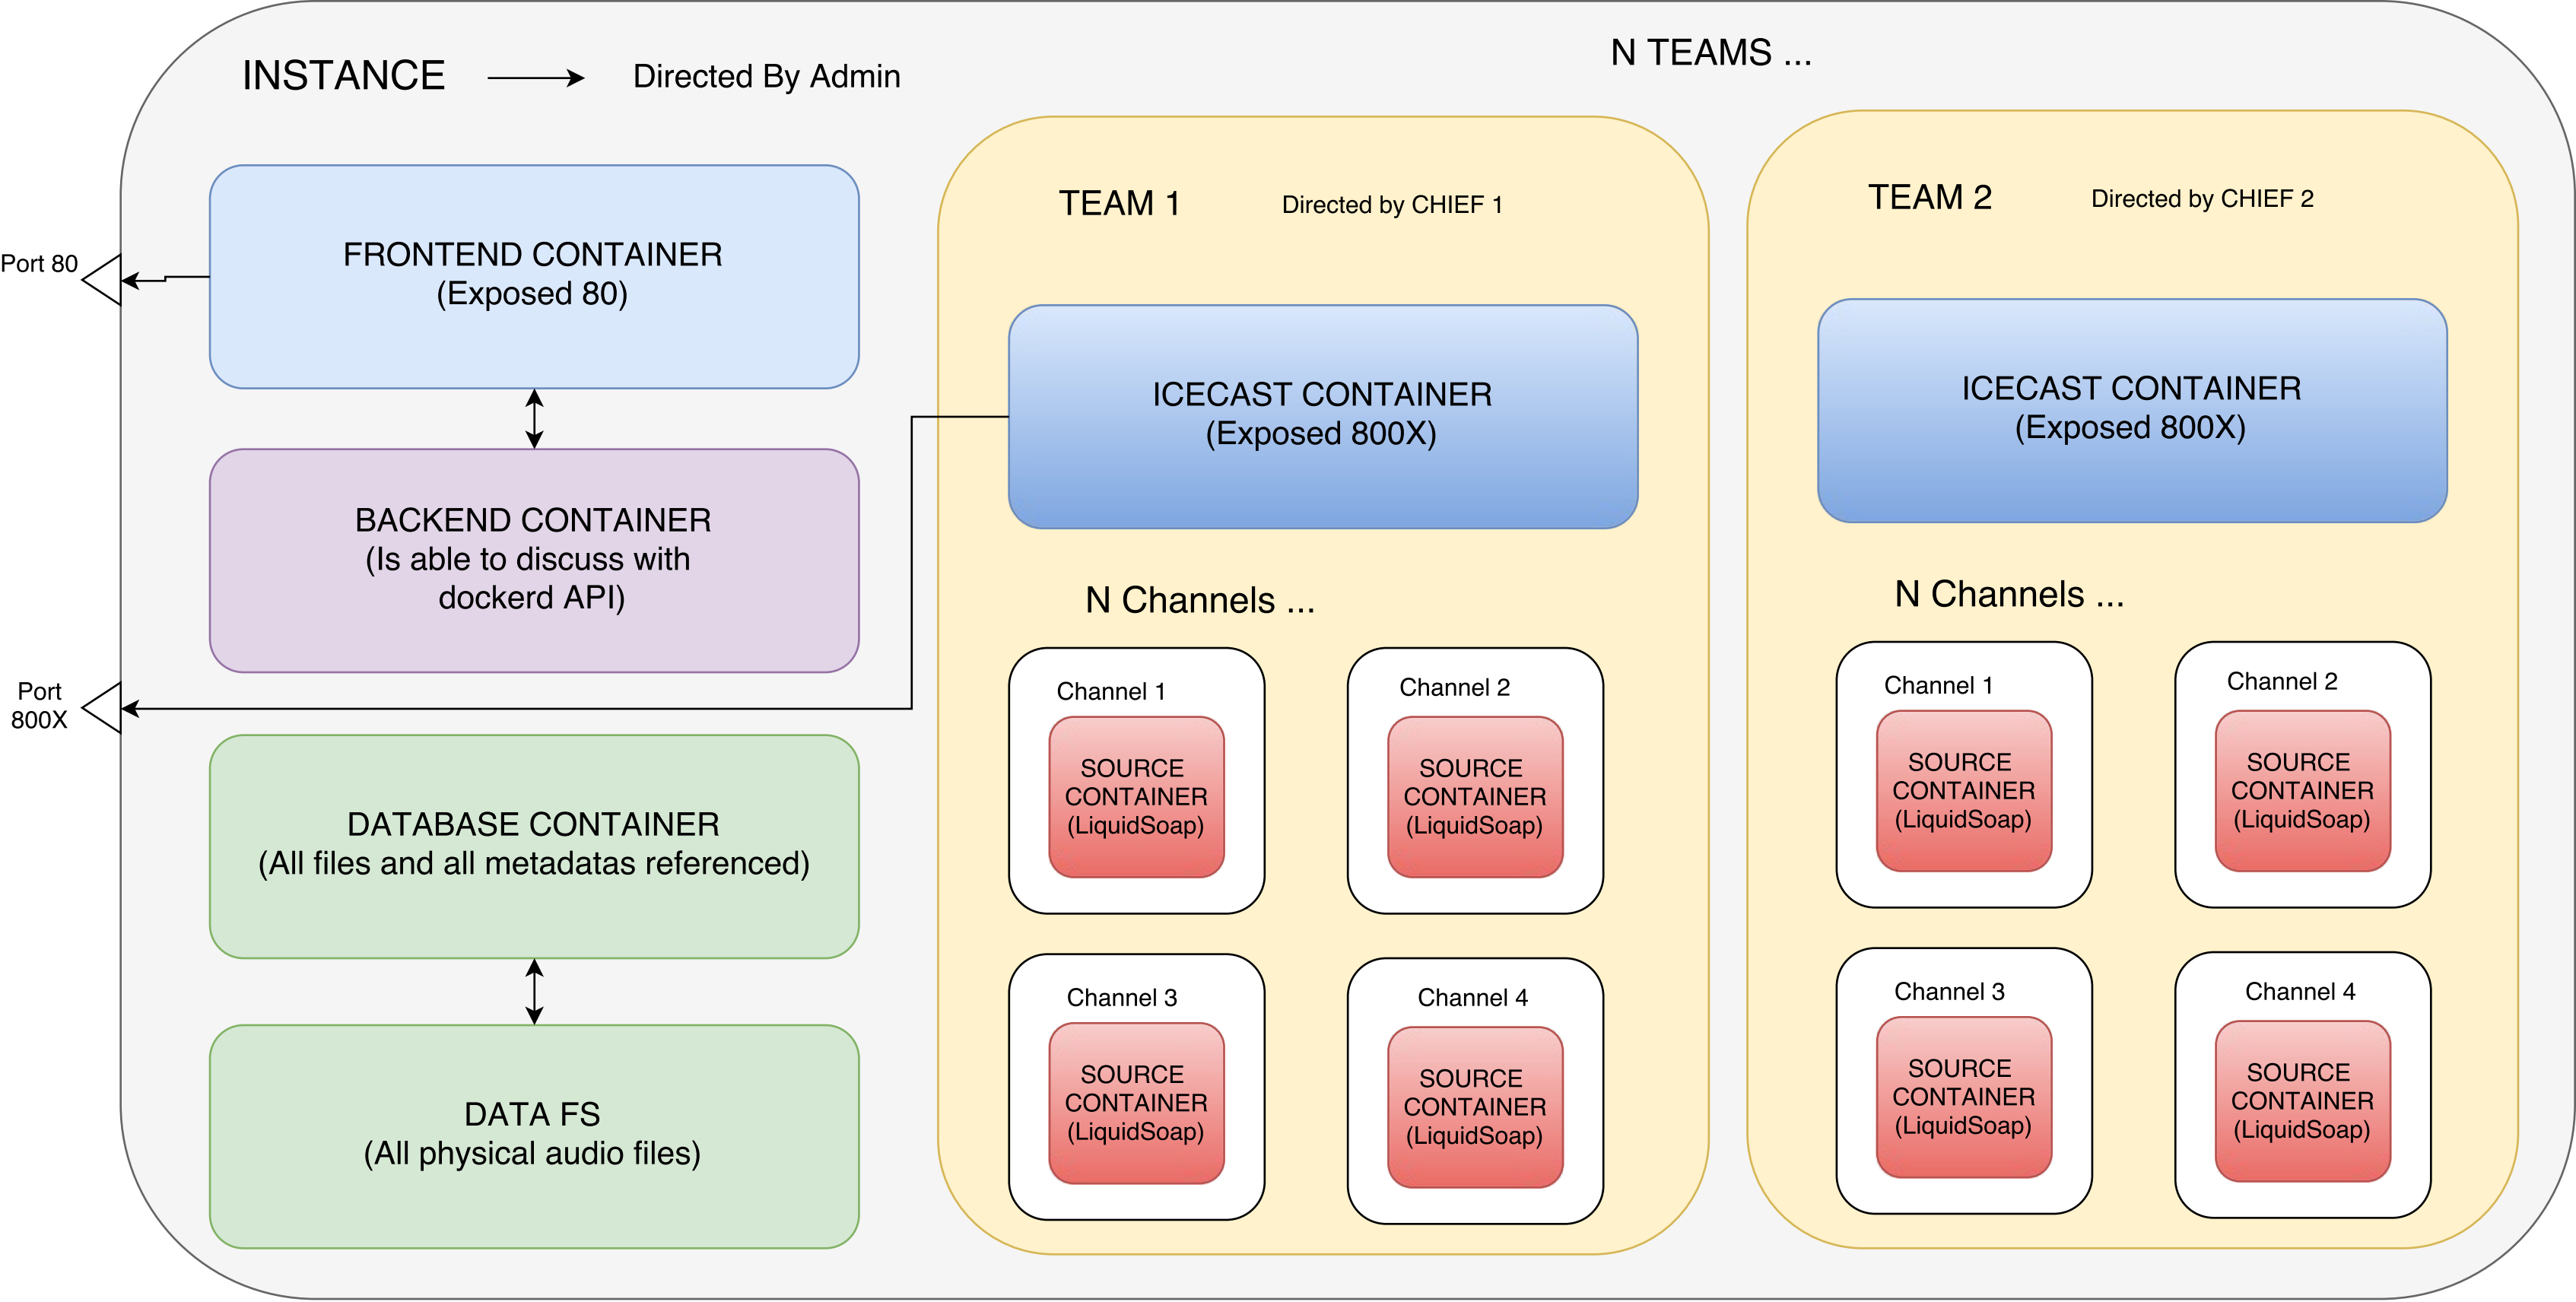 INSTANCE
Directed By Admin
N TEAMS ...
Port 80
FRONTEND CONTAINER
(Exposed 80)
BACKEND CONTAINER
(Is able to discuss with
dockerd API)
Port
800X
DATABASE CONTAINER
(All files and all metadatas referenced)
DATA FS
(All physical audio files)
TEAM 1
Directed by CHIEF 1
ICECAST CONTAINER
(Exposed 800X)
N Channels ...
Channel 1
SOURCE
CONTAINER
(LiquidSoap)
Channel 2
SOURCE
CONTAINER
(LiquidSoap)
Channel 3
SOURCE
CONTAINER
(LiquidSoap)
Channel 4
SOURCE
CONTAINER
(LiquidSoap)
TEAM 2
Directed by CHIEF 2
ICECAST CONTAINER
(Exposed 800X)
N Channels ...
Channel 1
SOURCE
CONTAINER
(LiquidSoap)
Channel 2
SOURCE
CONTAINER
(LiquidSoap)
Channel 3
SOURCE
CONTAINER
(LiquidSoap)
Channel 4
SOURCE
CONTAINER
(LiquidSoap)